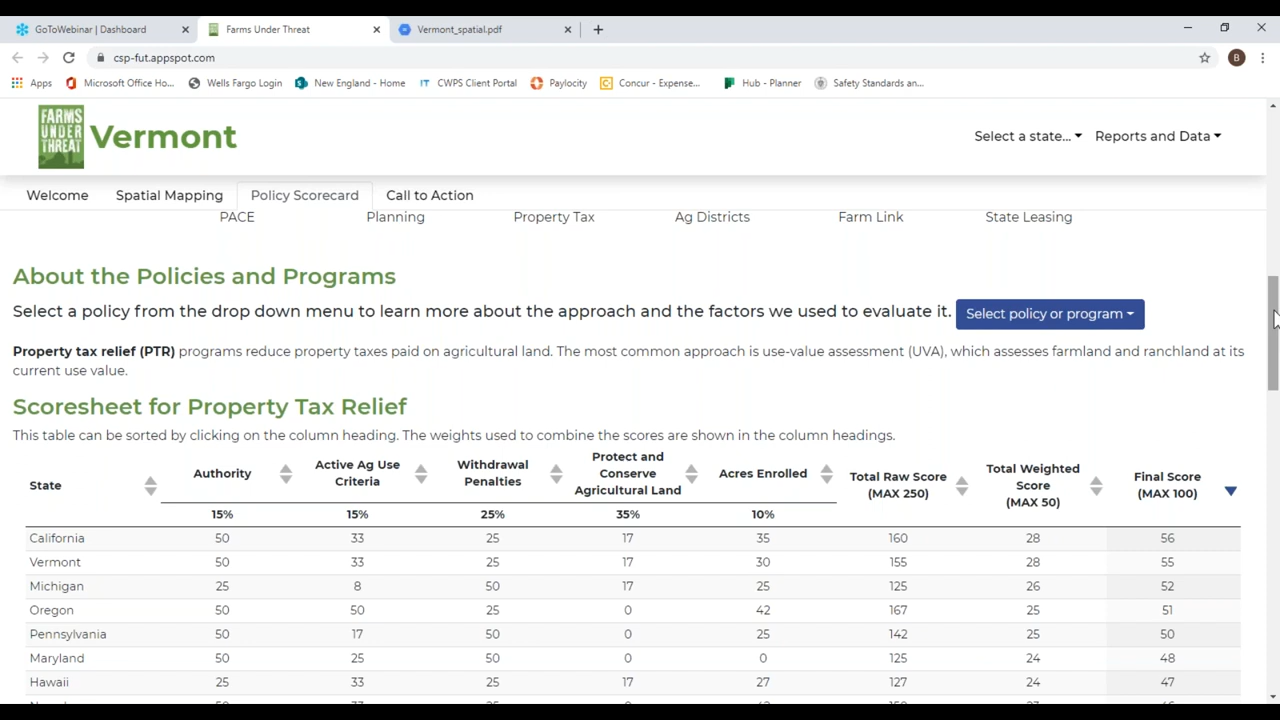 GoToWebinar | Dashboard
Farms Under Threat
Vermont_spatial.pdf
csp-fut.appspot.com
B
Apps
Microsoft Office Ho...
Wells Fargo Login
New England - Home
IT CWPS Client Portal
Paylocity
Concur - Expense...
Hub - Planner
Safety Standards an...
FARMS UNDER THREAT
Vermont
Select a state...
Reports and Data
Welcome
Spatial Mapping
Policy Scorecard
Call to Action
PACE
Planning
Property Tax
Ag Districts
Farm Link
State Leasing
About the Policies and Programs
Select a policy from the drop down menu to learn more about the approach and the factors we used to evaluate it. Select policy or program
Property tax relief (PTR) programs reduce property taxes paid on agricultural land. The most common approach is use-value assessment (UVA), which assesses farmland and ranchland at its
current use value.
Scoresheet for Property Tax Relief
This table can be sorted by clicking on the column heading. The weights used to combine the scores are shown in the column headings.
State
Authority
Active Ag Use Criteria
Withdrawal Penalties
Protect and Conserve Agricultural Land
Acres Enrolled
Total Raw Score (MAX 250)
Total Weighted Score (MAX 50)
Final Score (MAX 100)
15% 15% 25% 35% 10%
California 50 33 25 17 35 160 28 56
Vermont 50 33 25 17 30 155 28 55
Michigan 25 8 50 17 25 125 26 52
Oregon 50 50 25 0 42 167 25 51
Pennsylvania 50 17 50 0 25 142 25 50
Maryland 50 25 50 0 0 125 24 48
Hawaii 25 33 25 17 27 127 24 47